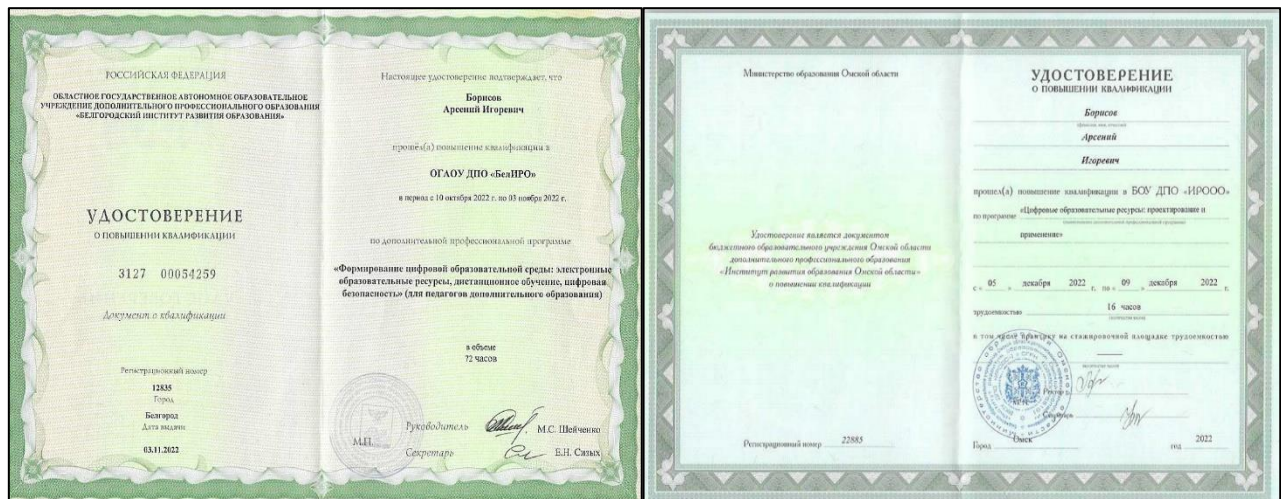 РОССИЙСКАЯ ФЕДЕРАЦИЯ
ОБЛАСТНОЕ ГОСУДАРСТВЕННОЕ АВТОНОМНОЕ ОБРАЗОВАТЕЛЬНОЕ
УЧРЕЖДЕНИЕ ДОПОЛНИТЕЛЬНОГО ПРОФЕССИОНАЛЬНОГО ОБРАЗОВАНИЯ
«БЕЛГОРОДСКИЙ ИНСТИТУТ РАЗВИТИЯ ОБРАЗОВАНИЯ»
УДОСТОВЕРЕНИЕ
О ПОВЫШЕНИИ КВАЛИФИКАЦИИ
3127 00054259
Документ о квалификации
Регистрационный номер
12835
Город
Белгород
Дата выдачи
03.11.2022
Настоящее удостоверение подтверждает, что
Борисов
Арсений Игоревич
прошёл(а) повышение квалификации в
ОГАОУ ДПО «БелИРО»
в период с 10 октября 2022 г. по 03 ноября 2022 г.
по дополнительной профессиональной программе
«Формирование цифровой образовательной среды: электронные
образовательные ресурсы, дистанционное обучение, цифровая
безопасность» (для педагогов дополнительного образования)
в объеме
72 часов
М.П.
Руководитель М.С. Шейченко
Секретарь Е.Н. Сизых
Министерство образования Омской области
Удостоверение является документом
бюджетного образовательного учреждения Омской области
дополнительного профессионального образования
«Институт развития образования Омской области»
о повышении квалификации
Регистрационный номер 22885
УДОСТОВЕРЕНИЕ
О ПОВЫШЕНИИ КВАЛИФИКАЦИИ
Борисов
Арсений
Игоревич
прошел(а) повышение квалификации в БОУ ДПО «ИРООО»
по программе «Цифровые образовательные ресурсы: проектирование и
применение»
с « 05 » декабря 2022 г. по « 09 » декабря 2022 г.
трудоемкостью 16 часов
в том числе практику на стажировочной площадке трудоемкостью
Ректор
Секретарь
Город Омск год 2022